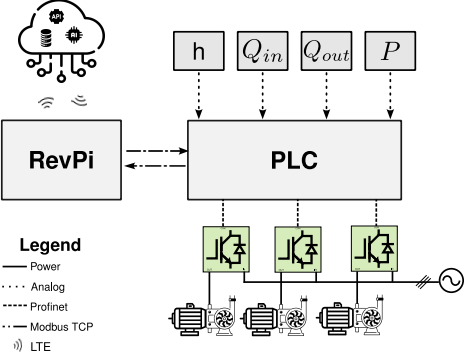 API
AI
h
Q_in
Q_out
P
RevPi
PLC
Legend
Power
Analog
Profinet
Modbus TCP
LTE